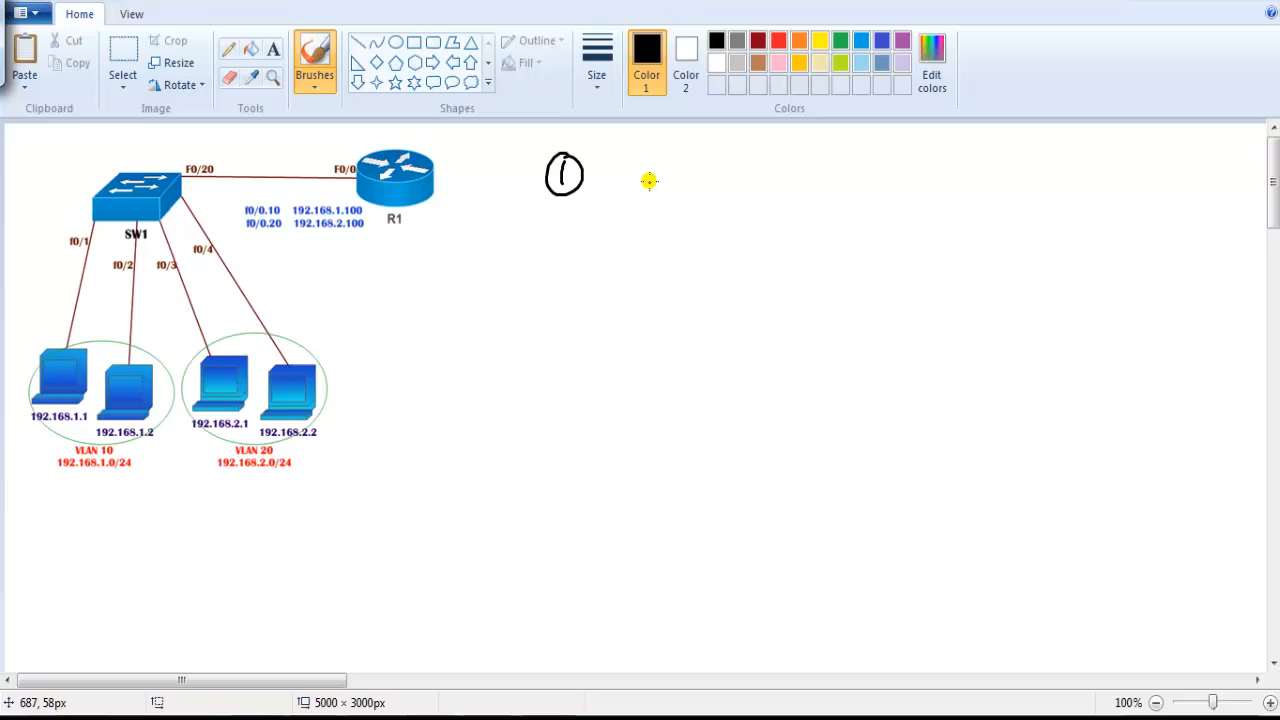 Home
View
Paste
Cut
Copy
Clipboard
Select
Crop
Resize
Rotate
Image
A
Tools
Brushes
Shapes
Outline
Fill
Size
Color 1
Color 2
Edit colors
Colors
F0/20
F0/0
f0/0.10 192.168.1.100
f0/0.20 192.168.2.100
R1
SW1
f0/1
f0/2
f0/3
f0/4
192.168.1.1
192.168.1.2
192.168.2.1
192.168.2.2
VLAN 10
192.168.1.0/24
VLAN 20
192.168.2.0/24
1
687, 58px
5000 × 3000px
100%